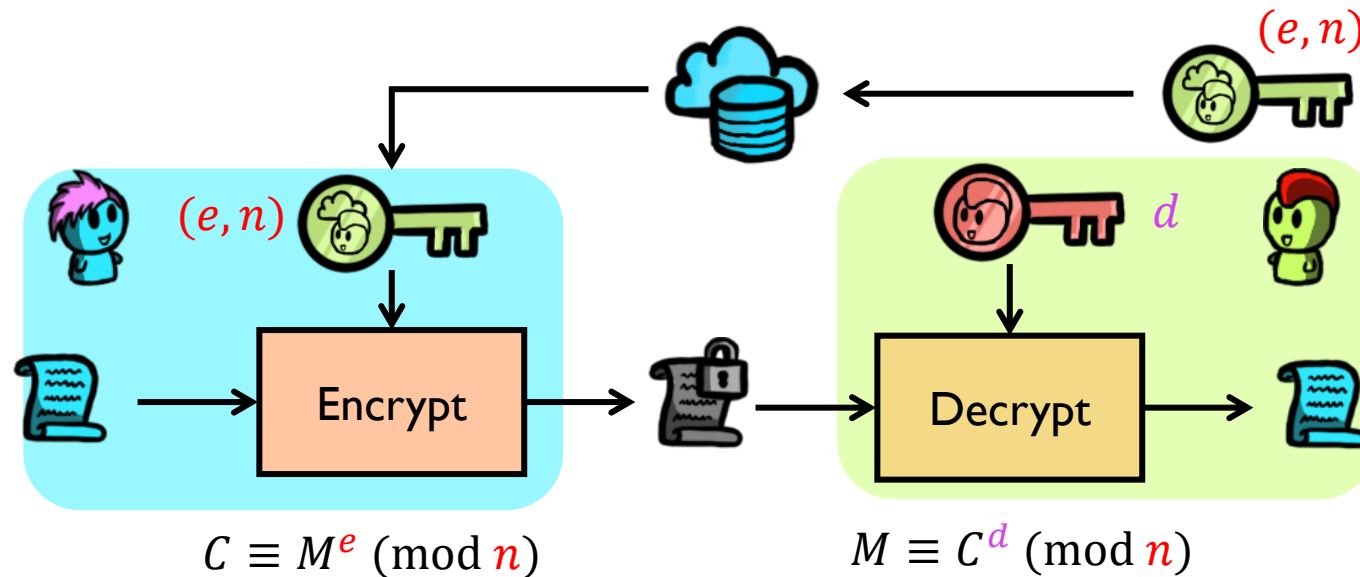 (e, n)
(e, n)
d
Encrypt
Decrypt
C ≡ M^e (mod n)
M ≡ C^d (mod n)